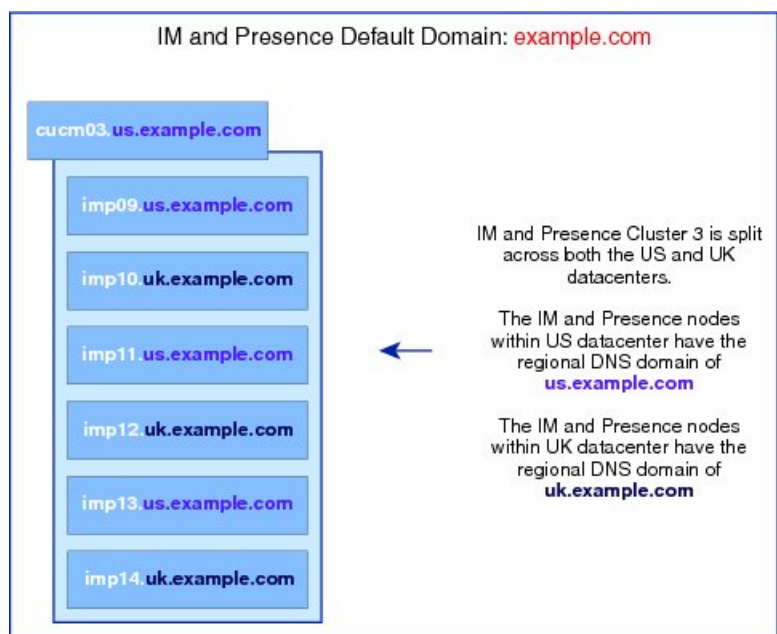 IM and Presence Default Domain: example.com
cucm03.us.example.com
imp09.us.example.com
imp10.uk.example.com
imp11.us.example.com
imp12.uk.example.com
imp13.us.example.com
imp14.uk.example.com
IM and Presence Cluster 3 is split
across both the US and UK
datacenters.
The IM and Presence nodes
within US datacenter have the
regional DNS domain of
us.example.com
The IM and Presence nodes
within UK datacenter have the
regional DNS domain of
uk.example.com